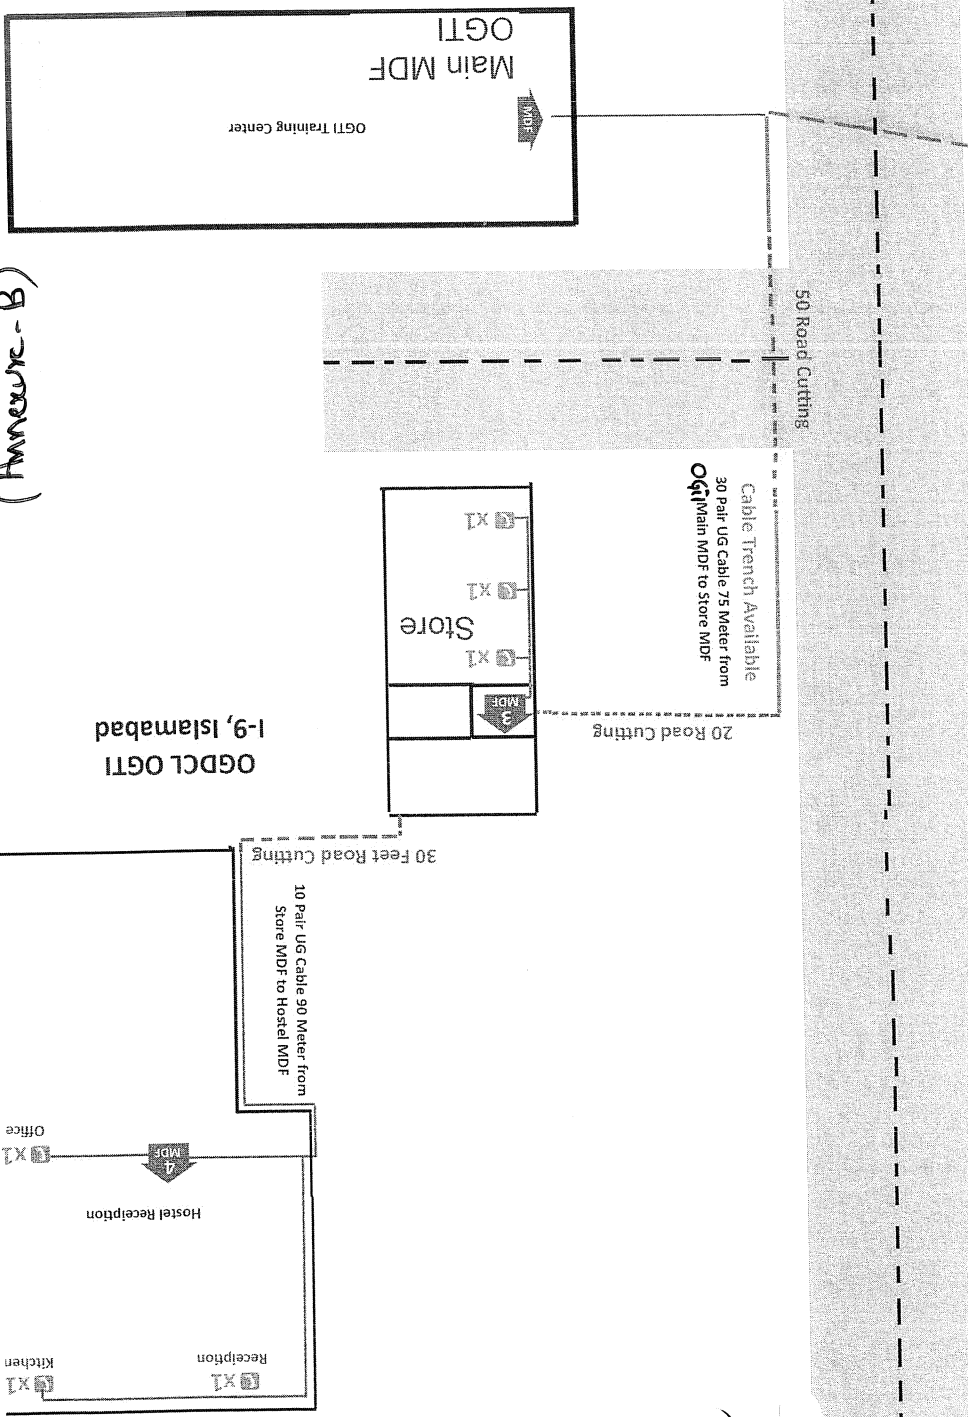 OGTI
Main MDF
MDF
OGTI Training Center
(Annexure - B)
50 Road Cutting
Cable Trench Available
30 Pair UG Cable 75 Meter from
OGTI Main MDF to Store MDF
x1
x1
Store
x1
3
MDF
20 Road Cutting
OGDCL OGTI
I-9, Islamabad
30 Feet Road Cutting
10 Pair UG Cable 90 Meter from
Store MDF to Hostel MDF
Office
x1
4
MDF
Hostel Receiption
Kitchen
x1
Receiption
x1